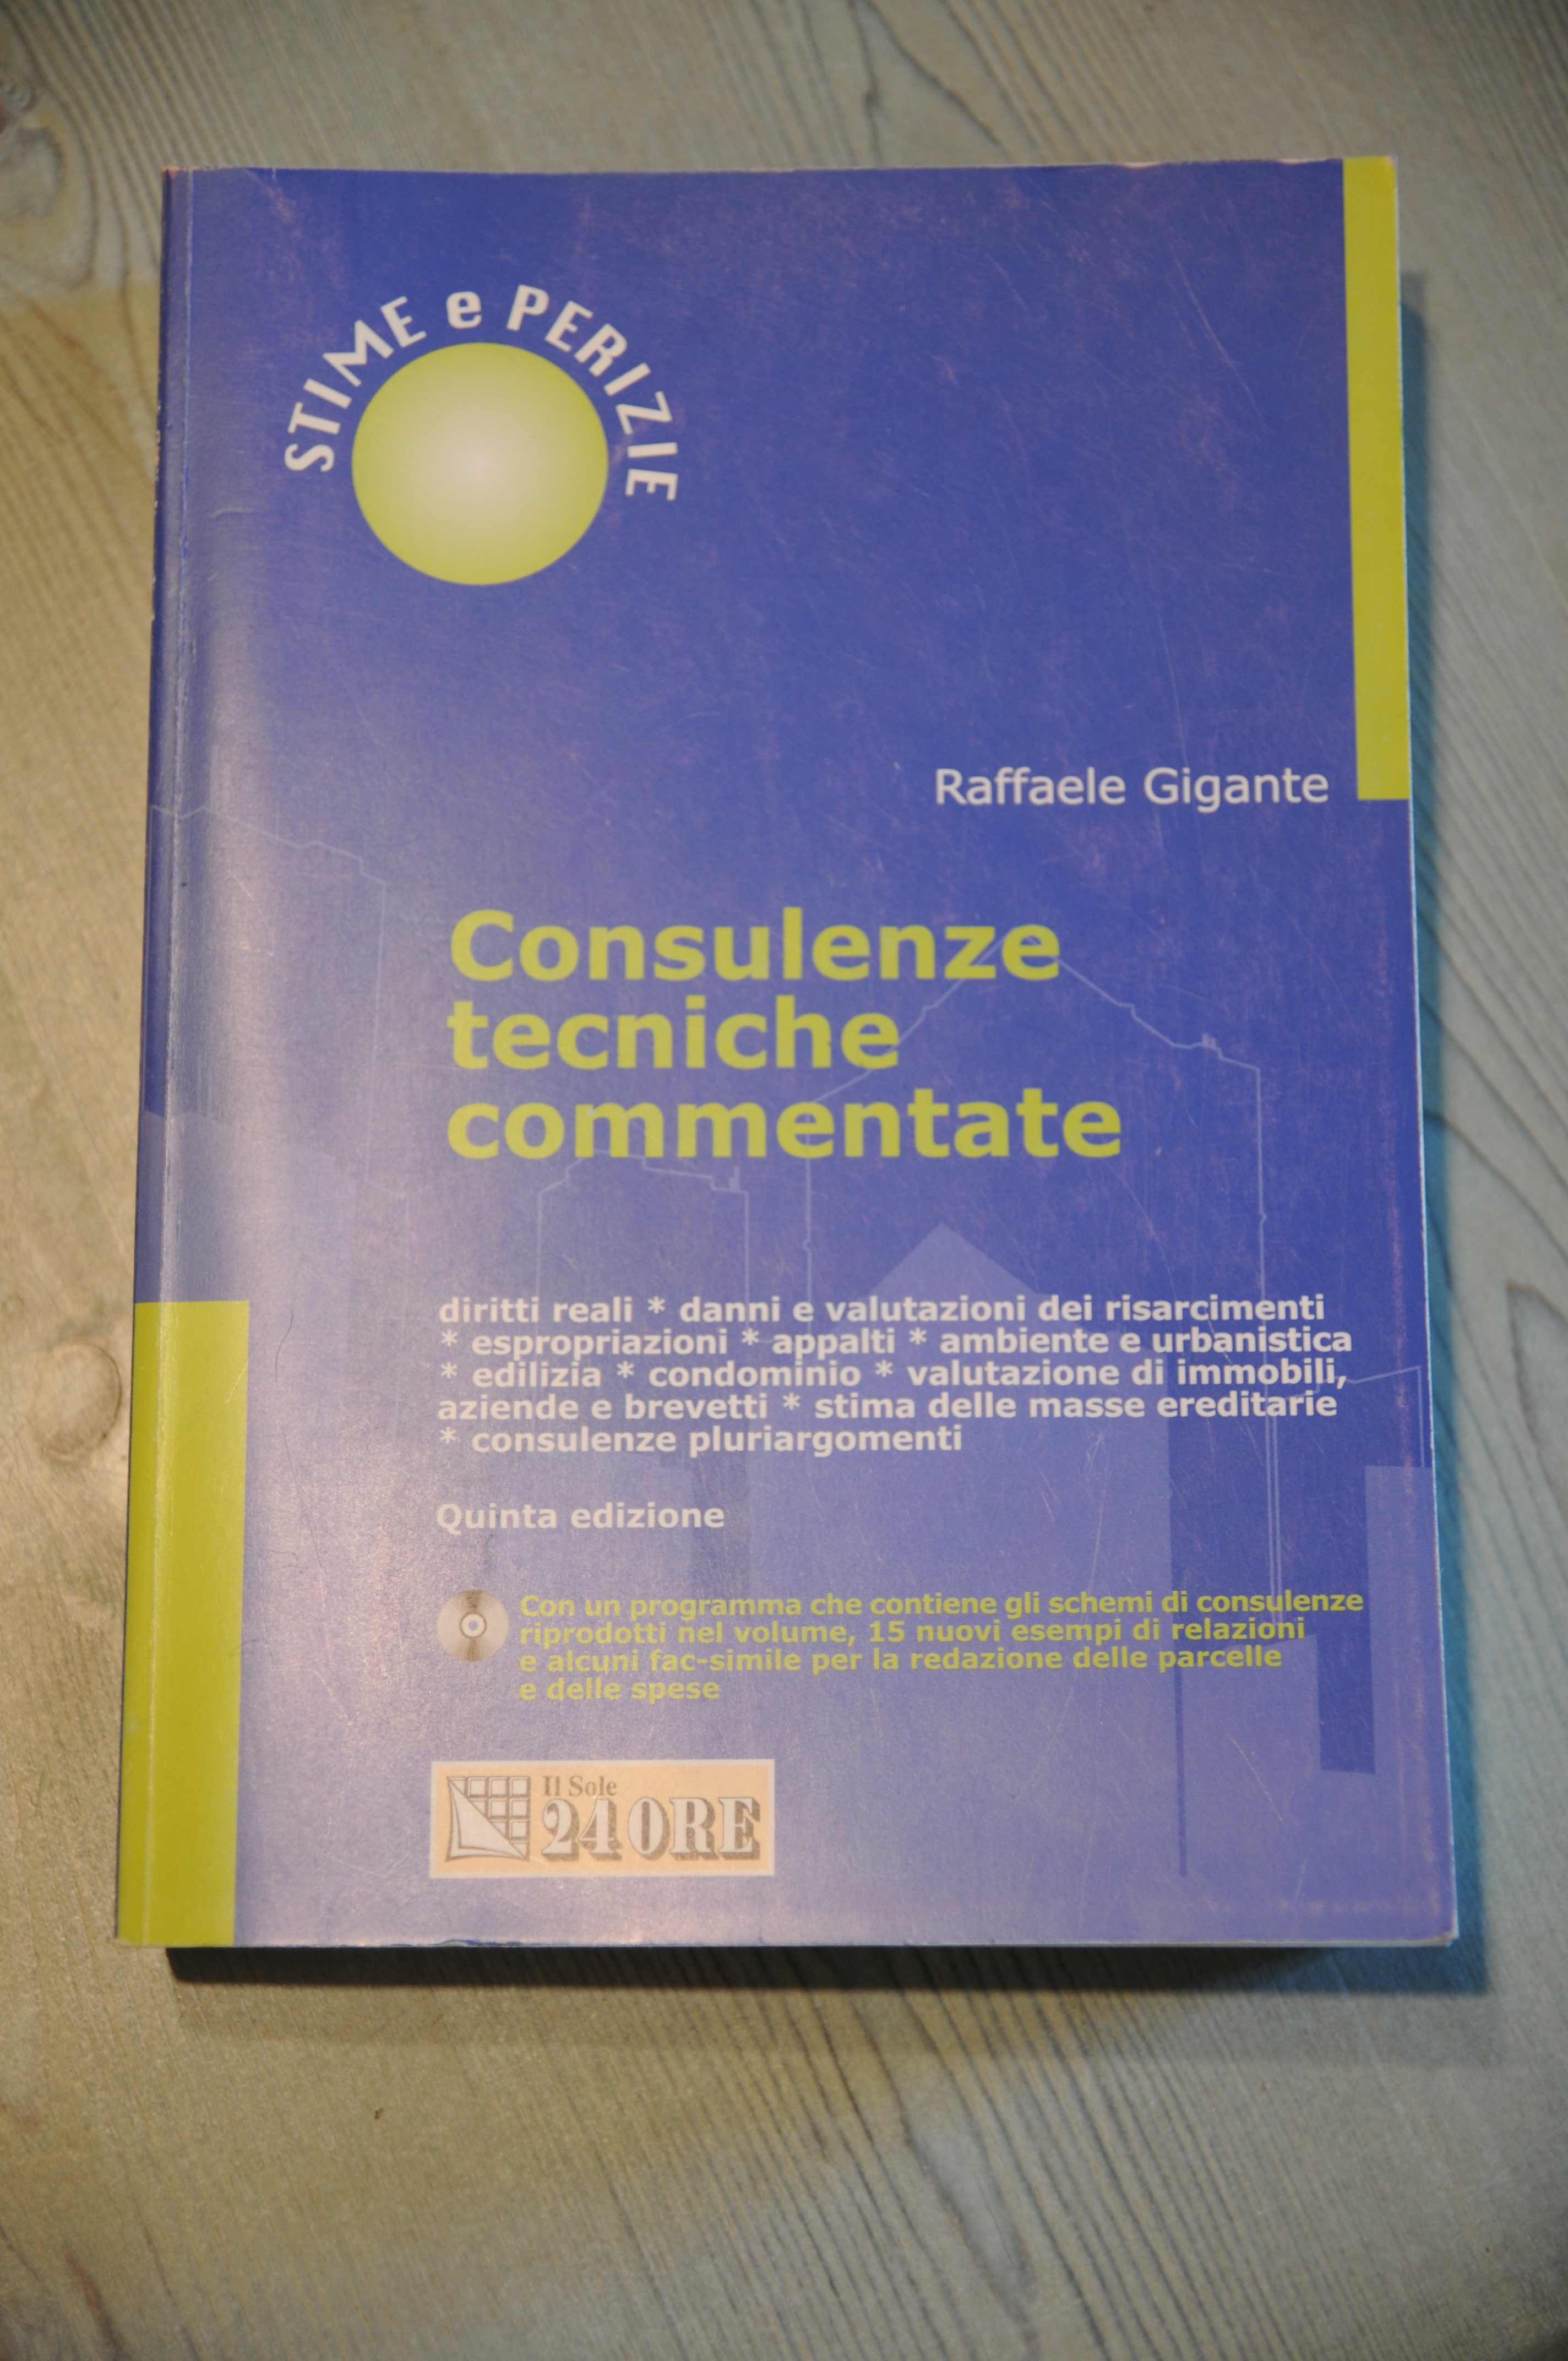 STIME e PERIZIE
Raffaele Gigante
Consulenze
tecniche
commentate
diritti reali * danni e valutazioni dei risarcimenti
* espropriazioni * appalti * ambiente e urbanistica
* edilizia * condominio * valutazione di immobili,
aziende e brevetti * stima delle masse ereditarie
* consulenze pluriargomenti
Quinta edizione
Con un programma che contiene gli schemi di consulenze
riprodotti nel volume, 15 nuovi esempi di relazioni
e alcuni fac-simile per la redazione delle parcelle
e delle spese
Il Sole
24 ORE